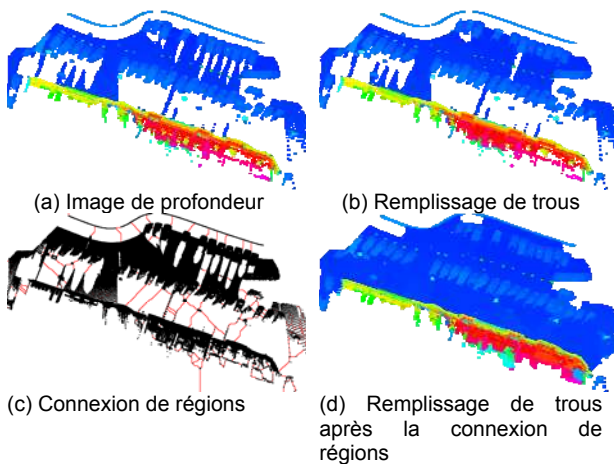 (a) Image de profondeur
(b) Remplissage de trous
(c) Connexion de régions
(d) Remplissage de trous
après la connexion de
régions